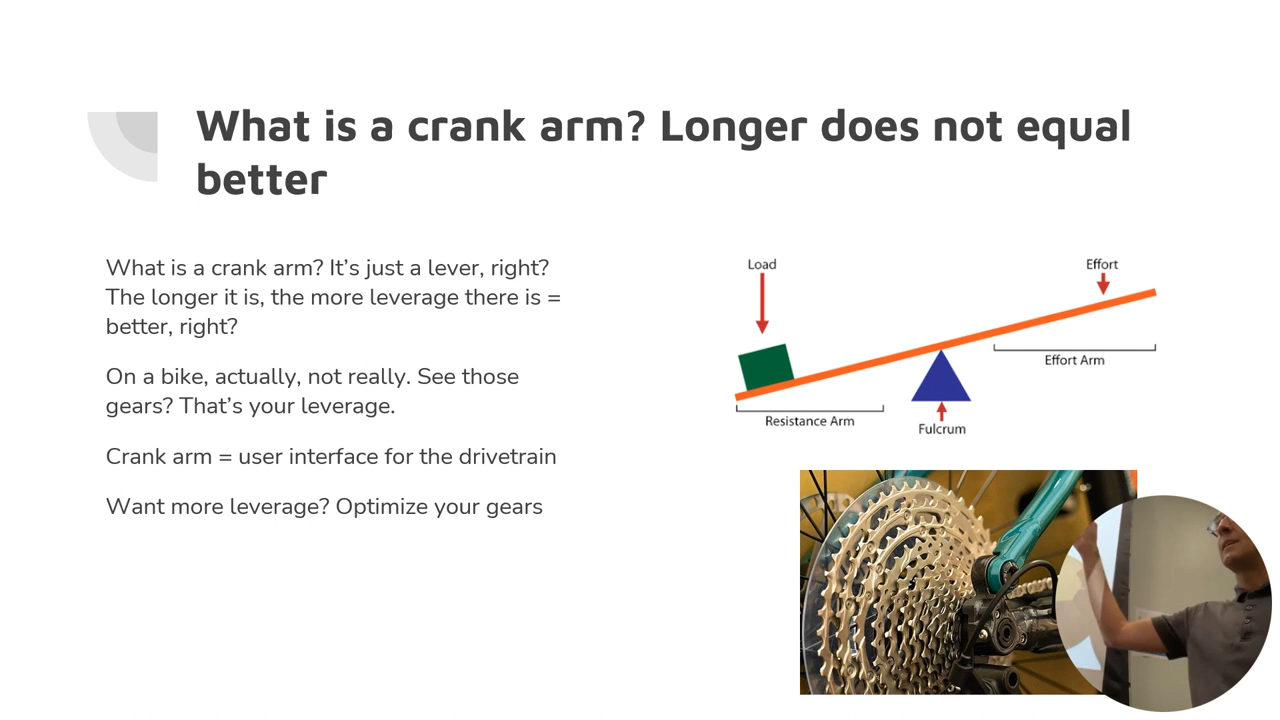 What is a crank arm? Longer does not equal
better
What is a crank arm? It’s just a lever, right?
The longer it is, the more leverage there is =
better, right?
On a bike, actually, not really. See those
gears? That’s your leverage.
Crank arm = user interface for the drivetrain
Want more leverage? Optimize your gears
Load
Effort
Effort Arm
Resistance Arm
Fulcrum